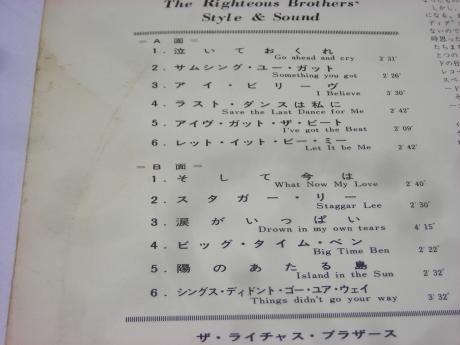 The Righteous Brothers'
Style & Sound
— A 面 —
1. 泣いておくれ
Go ahead and cry 2'31"
2. サムシング・ユー・ガット
Something you got 2'26"
3. アイ・ビリーヴ
I Believe 3'30"
4. ラスト・ダンスは私に
Save the Last Dance for Me 2'42"
5. アイヴ・ガット・ザ・ビート
I've got the Beat 2'09"
6. レット・イット・ビー・ミー
Let It be Me 2'42"
— B 面 —
1. そして今は
What Now My Love 2'40"
2. スタガー・リー
Staggar Lee 2'30"
3. 涙がいっぱい
Drown in my own tears 4'15"
4. ビッグ・タイム・ベン
Big Time Ben 2'22"
5. 陽のあたる島
Island in the Sun 2'32"
6. シングス・ディドント・ゴー・ユア・ウェイ
Things didn't go your way 3'32"
ザ・ライチャス・ブラザース